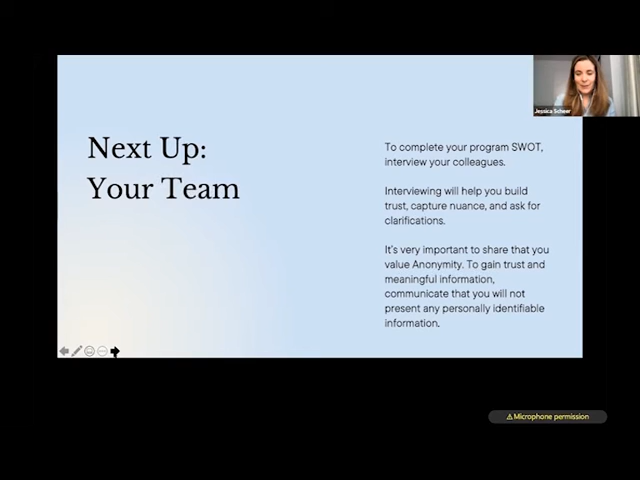 Jessica Scheer
Next Up:
Your Team
To complete your program SWOT,
interview your colleagues.
Interviewing will help you build
trust, capture nuance, and ask for
clarifications.
It's very important to share that you
value Anonymity. To gain trust and
meaningful information,
communicate that you will not
present any personally identifiable
information.
Microphone permission